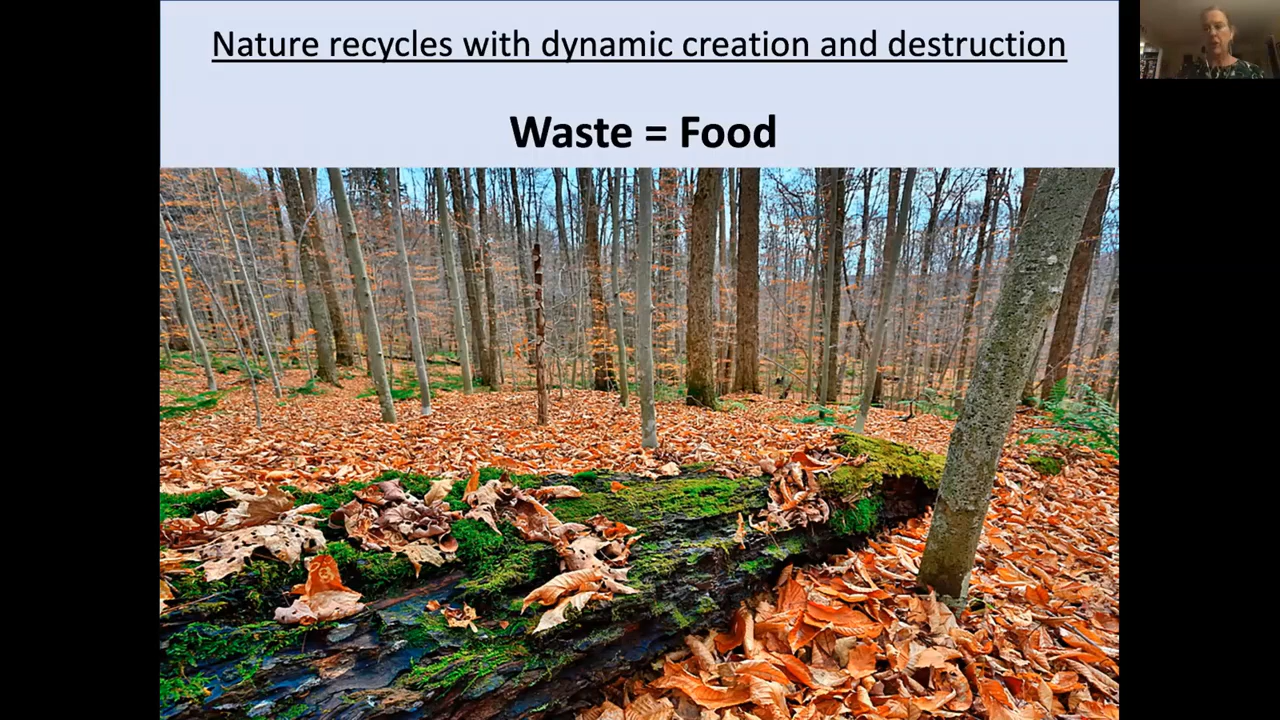 Nature recycles with dynamic creation and destruction
Waste = Food